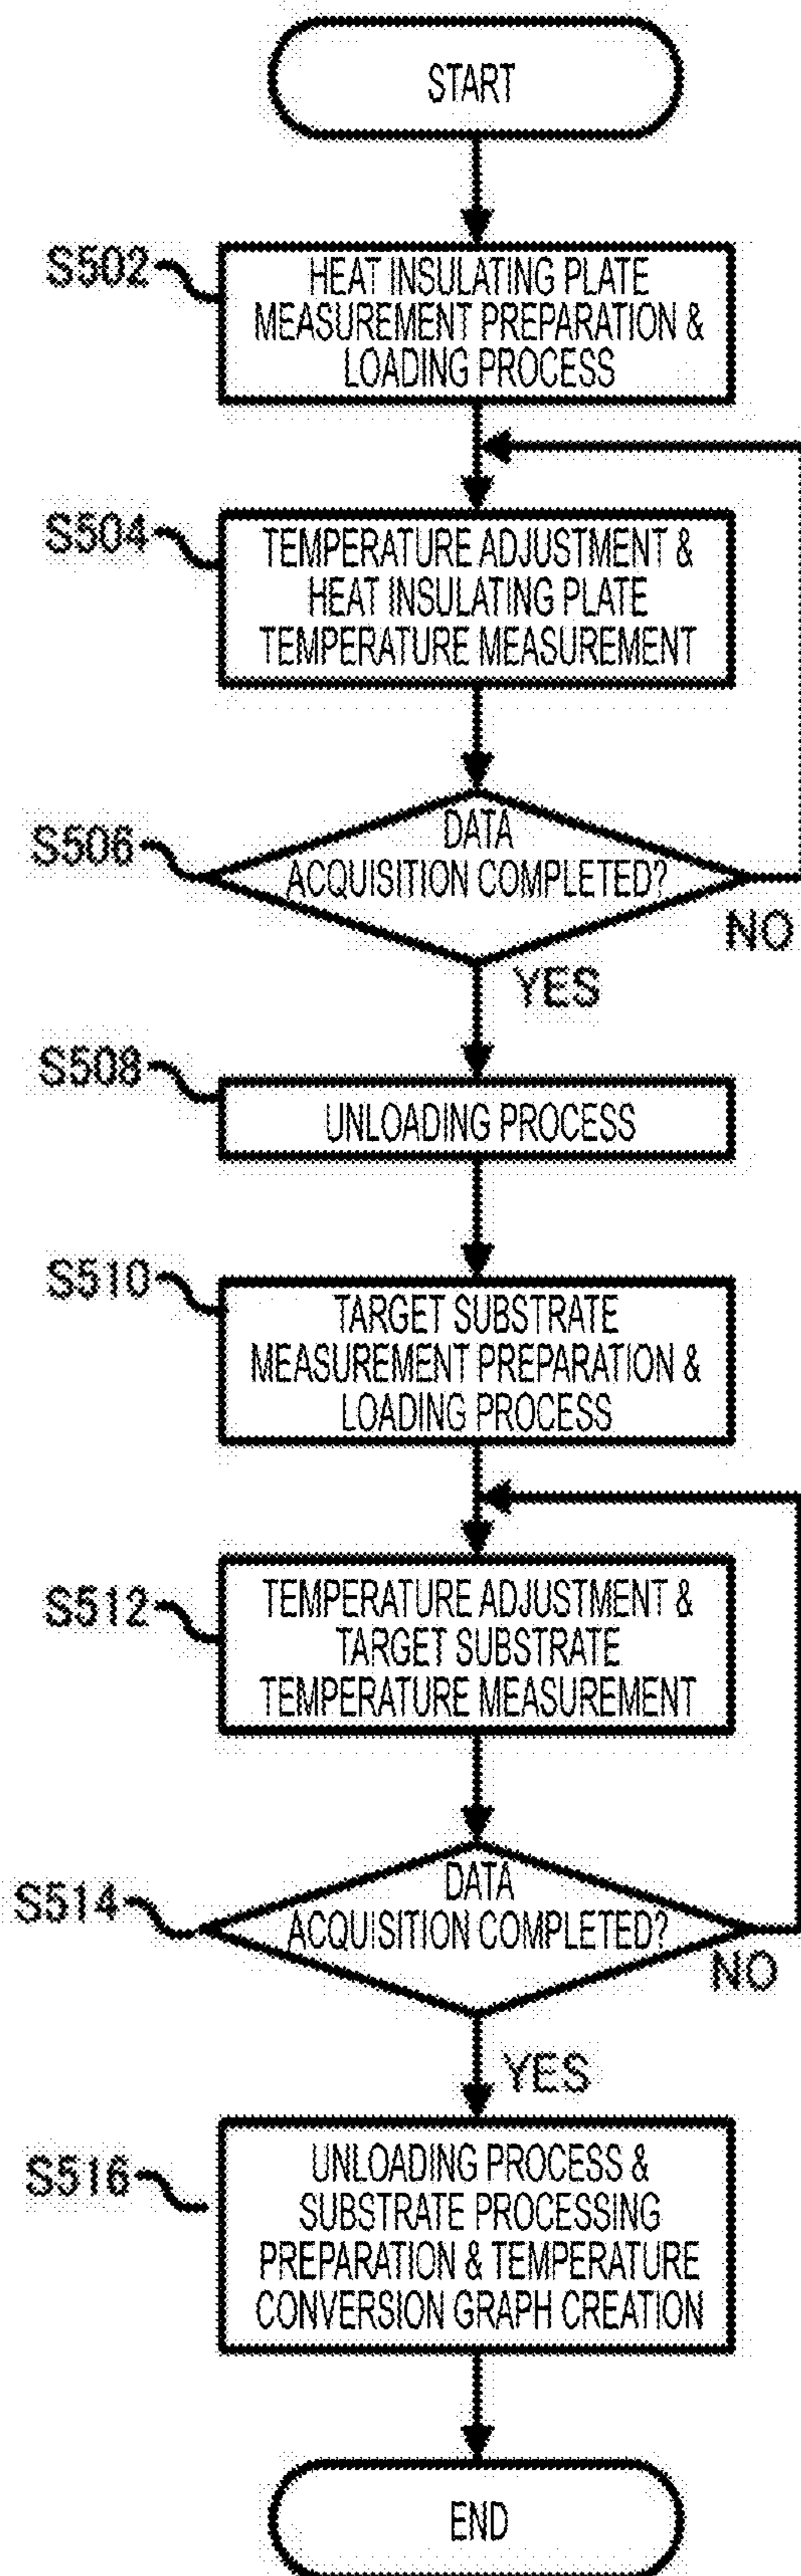 START
S502
HEAT INSULATING PLATE
MEASUREMENT PREPARATION &
LOADING PROCESS
S504
TEMPERATURE ADJUSTMENT &
HEAT INSULATING PLATE
TEMPERATURE MEASUREMENT
S506
DATA
ACQUISITION COMPLETED?
NO
YES
S508
UNLOADING PROCESS
S510
TARGET SUBSTRATE
MEASUREMENT PREPARATION &
LOADING PROCESS
S512
TEMPERATURE ADJUSTMENT &
TARGET SUBSTRATE
TEMPERATURE MEASUREMENT
S514
DATA
ACQUISITION COMPLETED?
NO
YES
S516
UNLOADING PROCESS &
SUBSTRATE PROCESSING
PREPARATION & TEMPERATURE
CONVERSION GRAPH CREATION
END